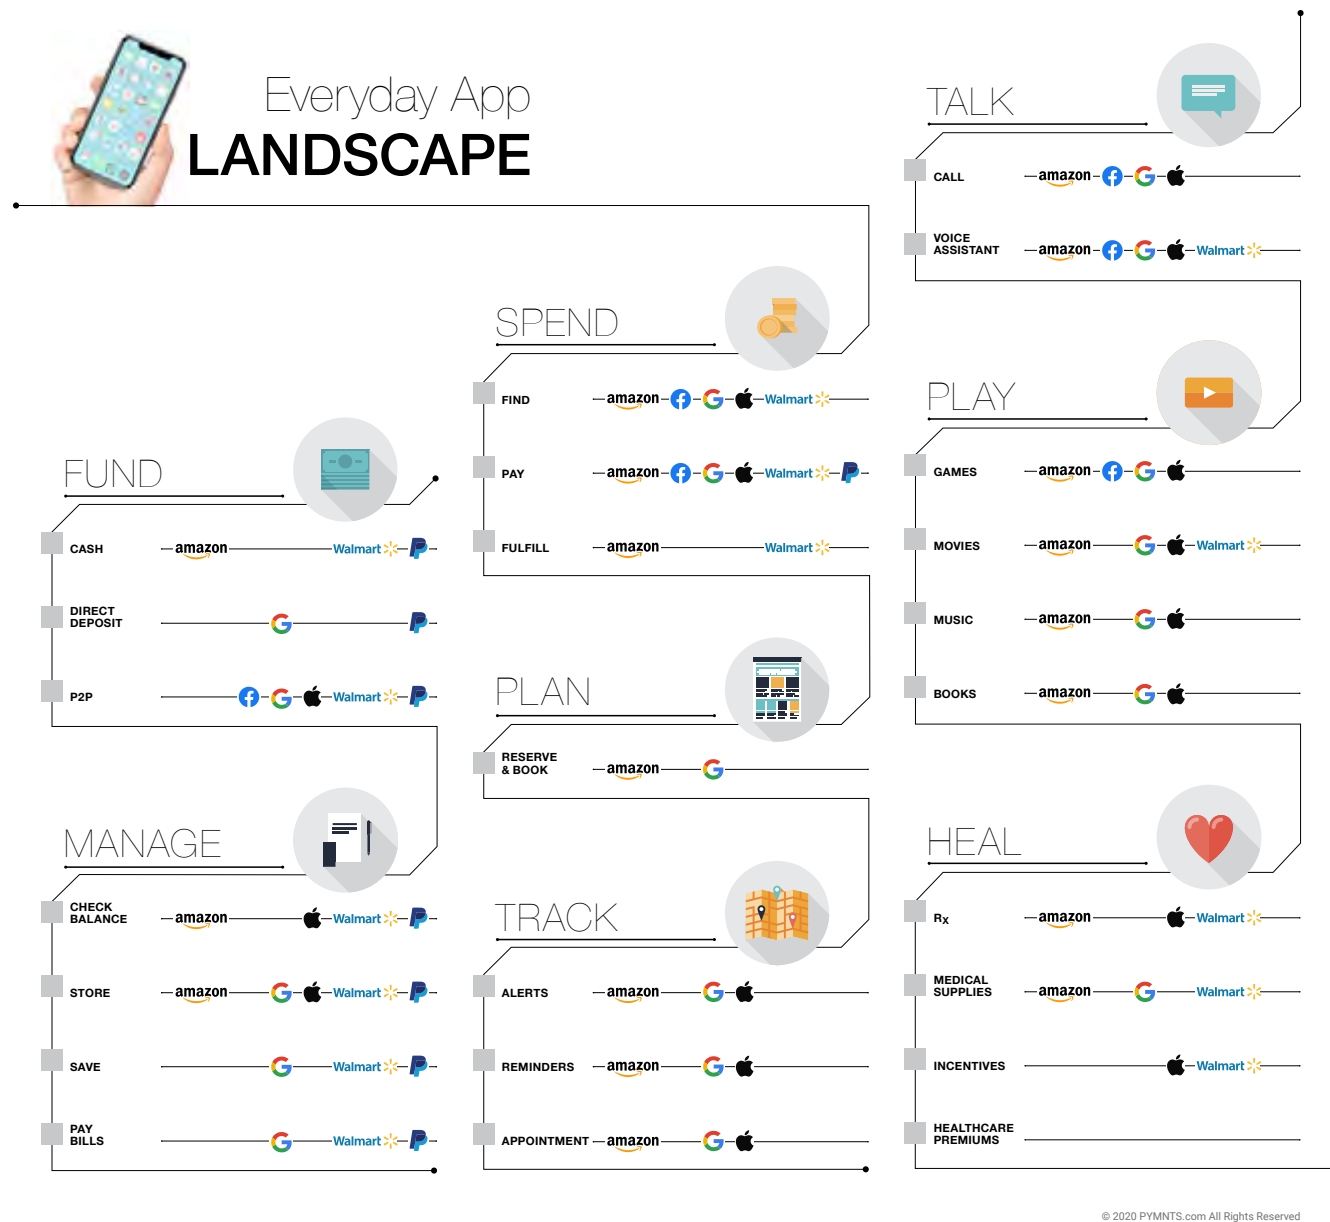 Everyday App
LANDSCAPE
FUND
CASH
amazon
Walmart
DIRECT
DEPOSIT
P2P
Walmart
MANAGE
CHECK
BALANCE
amazon
Walmart
STORE
amazon
Walmart
SAVE
Walmart
PAY
BILLS
Walmart
SPEND
FIND
amazon
Walmart
PAY
amazon
Walmart
FULFILL
amazon
Walmart
PLAN
RESERVE
& BOOK
amazon
TRACK
ALERTS
amazon
REMINDERS
amazon
APPOINTMENT
amazon
TALK
CALL
amazon
VOICE
ASSISTANT
amazon
Walmart
PLAY
GAMES
amazon
MOVIES
amazon
Walmart
MUSIC
amazon
BOOKS
amazon
HEAL
Rx
amazon
Walmart
MEDICAL
SUPPLIES
amazon
Walmart
INCENTIVES
Walmart
HEALTHCARE
PREMIUMS
© 2020 PYMNTS.com All Rights Reserved